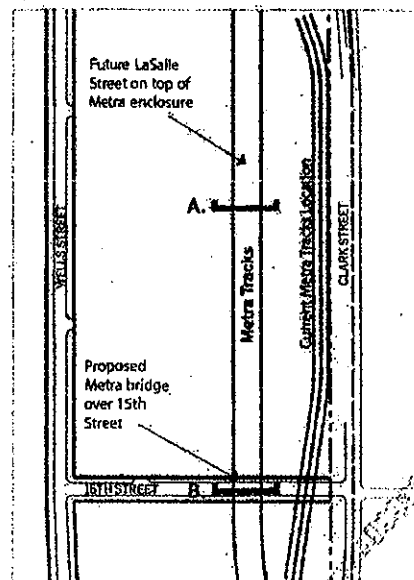 Future LaSalle
Street on top of
Metra enclosure
A.
WELLS STREET
Metra Tracks
Current Metra Tracks Location
CLARK STREET
Proposed
Metra bridge
over 15th
Street
15TH STREET
B.